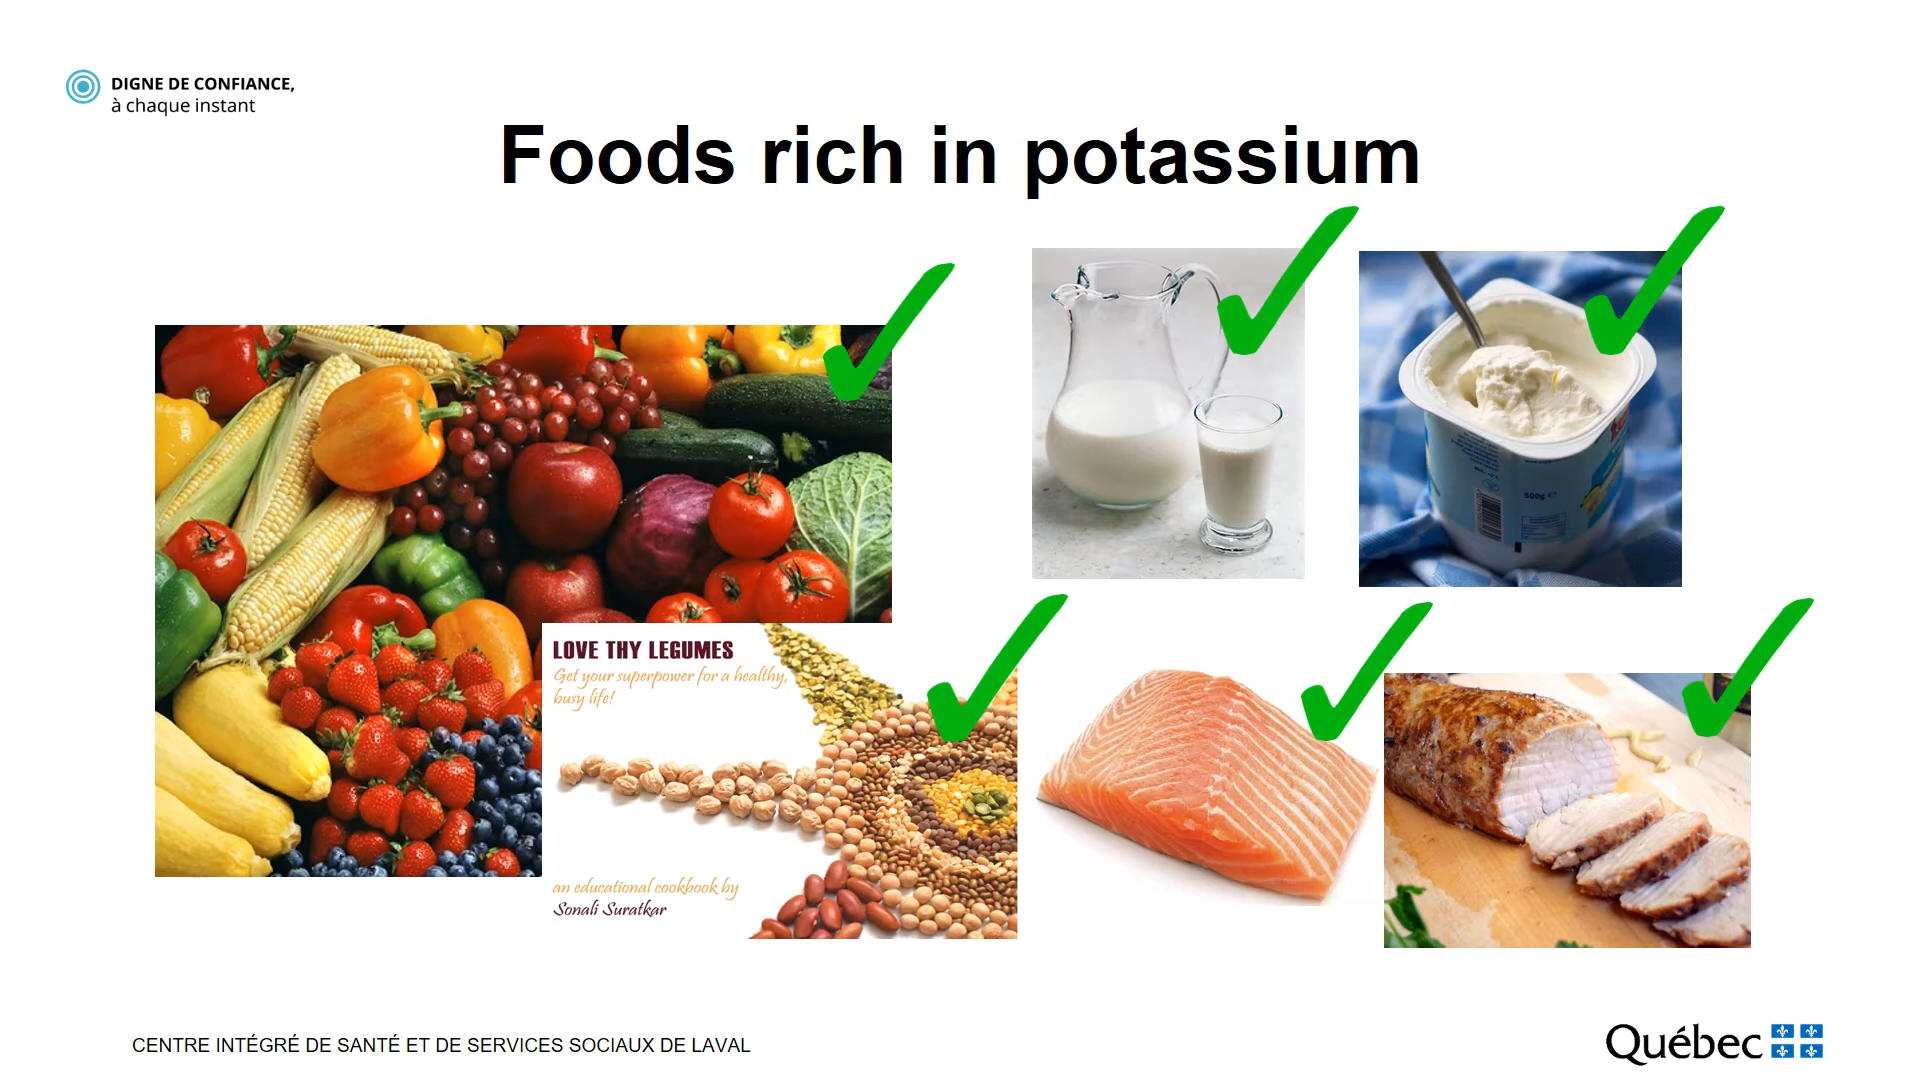 DIGNE DE CONFIANCE,
à chaque instant
Foods rich in potassium
500g e
LOVE THY LEGUMES
Get your superpower for a healthy,
busy life!
an educational cookbook by
Sonali Suratkar
CENTRE INTÉGRÉ DE SANTÉ ET DE SERVICES SOCIAUX DE LAVAL
Québec